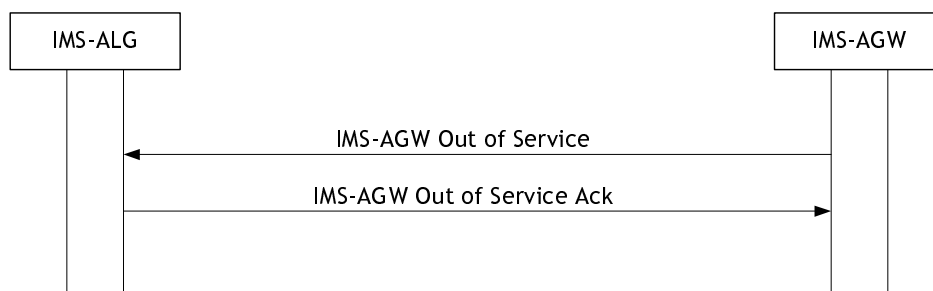 IMS-ALG
IMS-AGW
IMS-AGW Out of Service
IMS-AGW Out of Service Ack